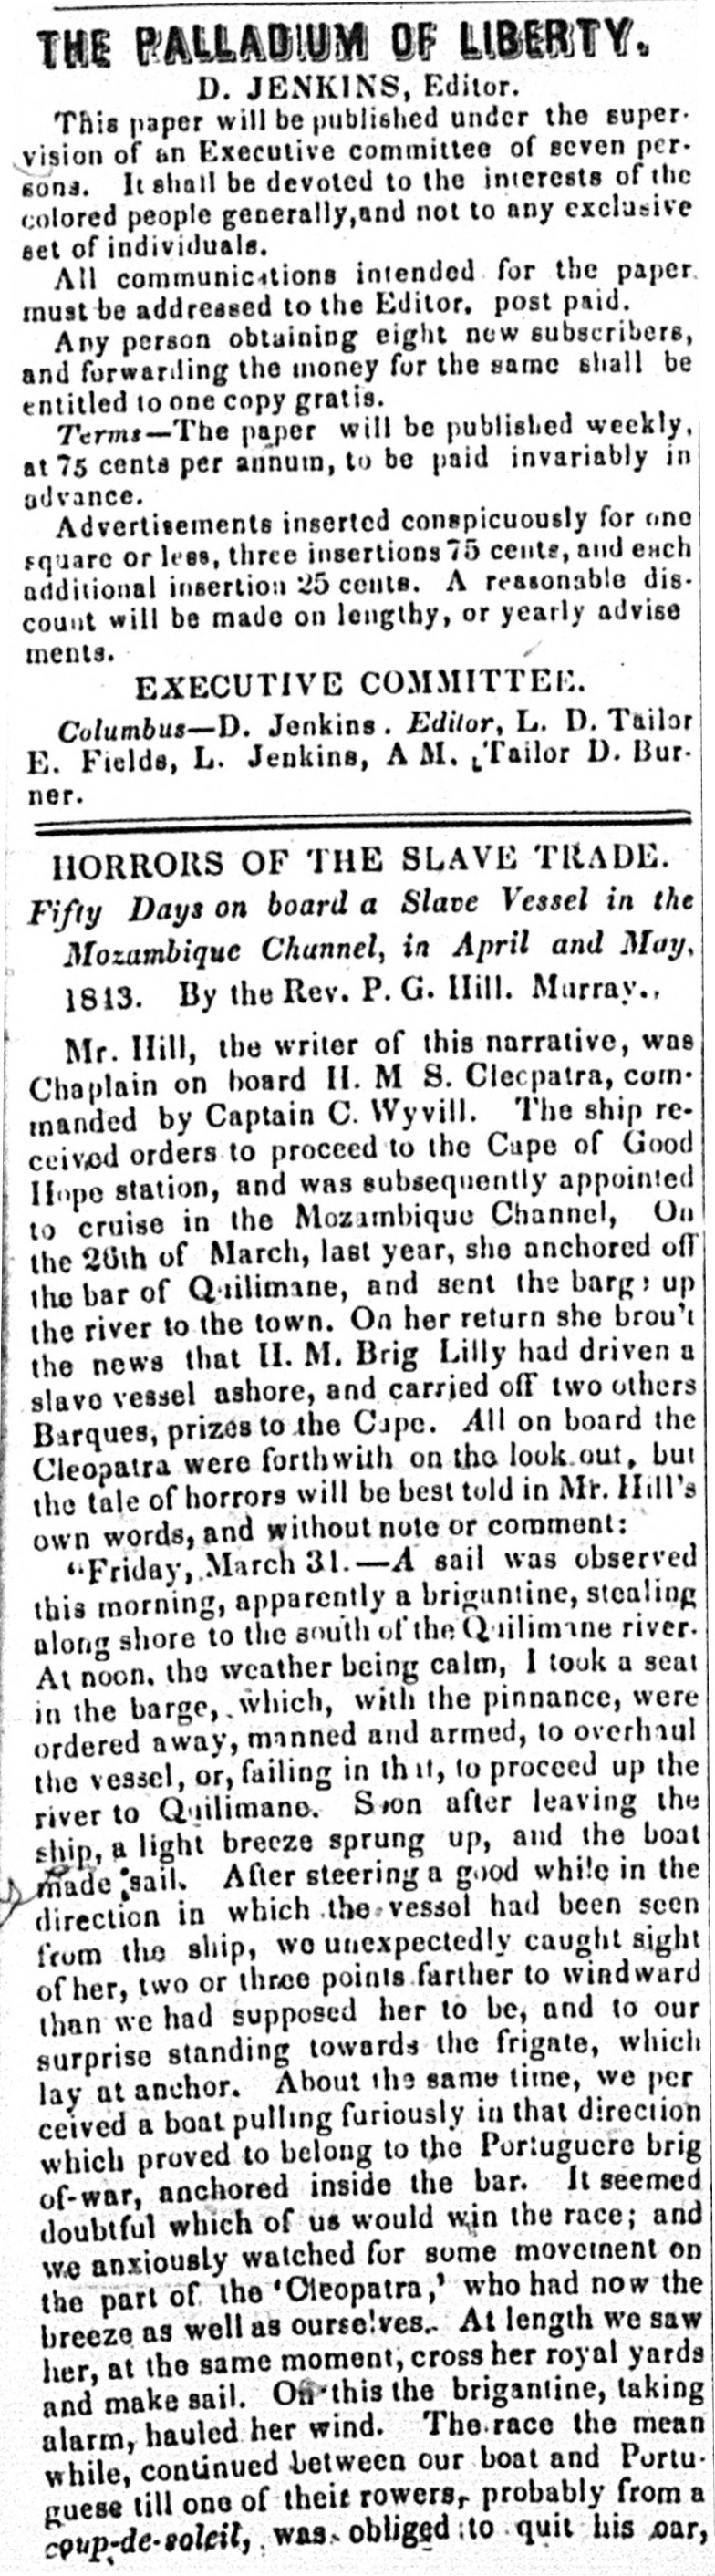 THE PALLADIUM OF LIBERTY.
D. JENKINS, Editor.
This paper will be published under the super-
vision of an Executive committee of seven per-
sons. It shall be devoted to the interests of the
colored people generally,and not to any exclusive
set of individuals.
All communications intended for the paper
must be addressed to the Editor, post paid.
Any person obtaining eight new subscribers,
and forwarding the money for the same shall be
entitled to one copy gratis.
Terms—The paper will be published weekly,
at 75 cents per annum, to be paid invariably in
advance.
Advertisements inserted conspicuously for one
square or less, three insertions 75 cents, and each
additional insertion 25 cents. A reasonable dis-
count will be made on lengthy, or yearly advise
ments.
EXECUTIVE COMMITTEE.
Columbus—D. Jenkins. Editor, L. D. Tailor
E. Fields, L. Jenkins, A M. Tailor D. Bur-
ner.
HORRORS OF THE SLAVE TRADE.
Fifty Days on board a Slave Vessel in the
Mozambique Channel, in April and May,
1843. By the Rev. P. G. Hill. Murray.,
Mr. Hill, the writer of this narrative, was
Chaplain on board H. M S. Cleopatra, com-
manded by Captain C. Wyvill. The ship re-
ceived orders to proceed to the Cape of Good
Hope station, and was subsequently appointed
to cruise in the Mozambique Channel, On
the 26th of March, last year, she anchored off
the bar of Quilimane, and sent the barge up
the river to the town. On her return she brou't
the news that H. M. Brig Lilly had driven a
slave vessel ashore, and carried off two others
Barques, prizes to the Cape. All on board the
Cleopatra were forthwith on the look out, but
the tale of horrors will be best told in Mr. Hill's
own words, and without note or comment:
"Friday, March 31.—A sail was observed
this morning, apparently a brigantine, stealing
along shore to the south of the Quilimane river.
At noon. the weather being calm, I took a seat
in the barge, which, with the pinnance, were
ordered away, manned and armed, to overhaul
the vessel, or, failing in that, to proceed up the
river to Quilimane. Soon after leaving the
ship, a light breeze sprung up, and the boat
made sail. After steering a good while in the
direction in which the vessel had been seen
from the ship, we unexpectedly caught sight
of her, two or three points farther to windward
than we had supposed her to be, and to our
surprise standing towards the frigate, which
lay at anchor. About the same time, we per
ceived a boat pulling furiously in that direction
which proved to belong to the Portuguere brig
of-war, anchored inside the bar. It seemed
doubtful which of us would win the race; and
we anxiously watched for some movement on
the part of the 'Cleopatra,' who had now the
breeze as well as ourselves. At length we saw
her, at the same moment, cross her royal yards
and make sail. On this the brigantine, taking
alarm, hauled her wind. The race the mean
while, continued between our boat and Portu-
guese till one of their rowers, probably from a
coup-de-soleil, was obliged to quit his oar,